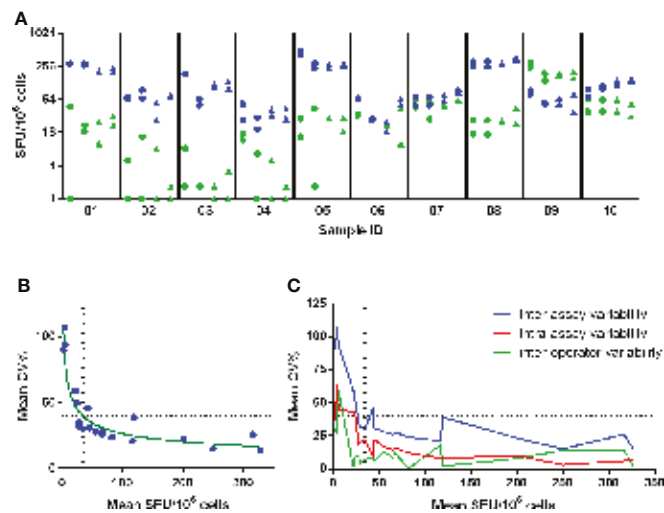 A
SFU/10⁶ cells
1024
256
64
16
4
1
01 02 03 04 05 06 07 08 09 10
Sample ID
B
Mean CV%
100
50
0
0 100 200 300
Mean SFU/10⁶ cells
C
Mean CV%
125
100
75
50
25
0
0 50 100 150 200 250 300 350
Mean SFU/10⁶ cells
Inter assay variability
Intra assay variability
inter operator variability